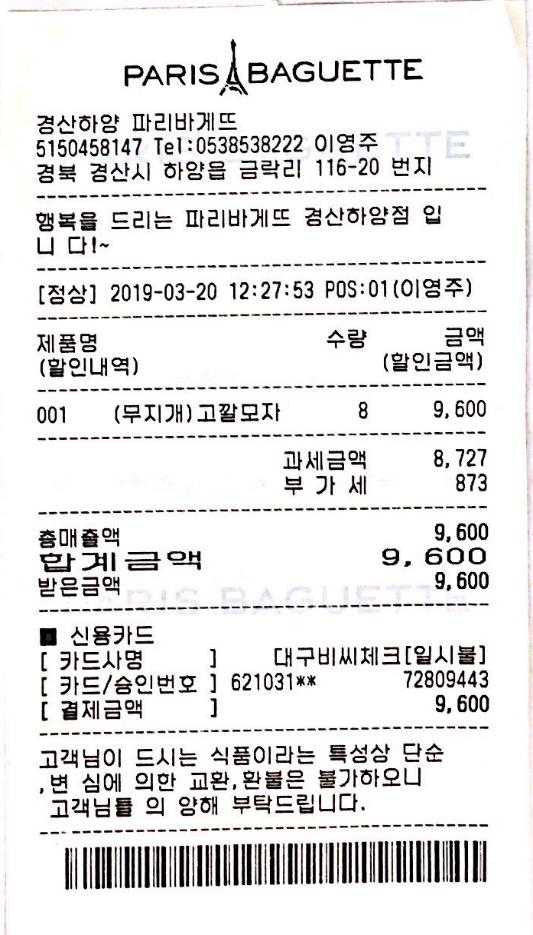 PARIS BAGUETTE
경산하양 파리바게뜨
5150458147 Tel:0538538222 이영주
경북 경산시 하양읍 금락리 116-20 번지
행복을 드리는 파리바게뜨 경산하양점 입
니 다!~
[정상] 2019-03-20 12:27:53 POS:01(이영주)
제품명 수량 금액
(할인내역) (할인금액)
001 (무지개)고깔모자 8 9,600
과세금액 8,727
부 가 세 873
총매출액 9,600
합계금액 9,600
받은금액 9,600
■ 신용카드
[ 카드사명 ] 대구비씨체크[일시불]
[ 카드/승인번호 ] 621031** 72809443
[ 결제금액 ] 9,600
고객님이 드시는 식품이라는 특성상 단순
,변 심에 의한 교환,환불은 불가하오니
고객님들 의 양해 부탁드립니다.